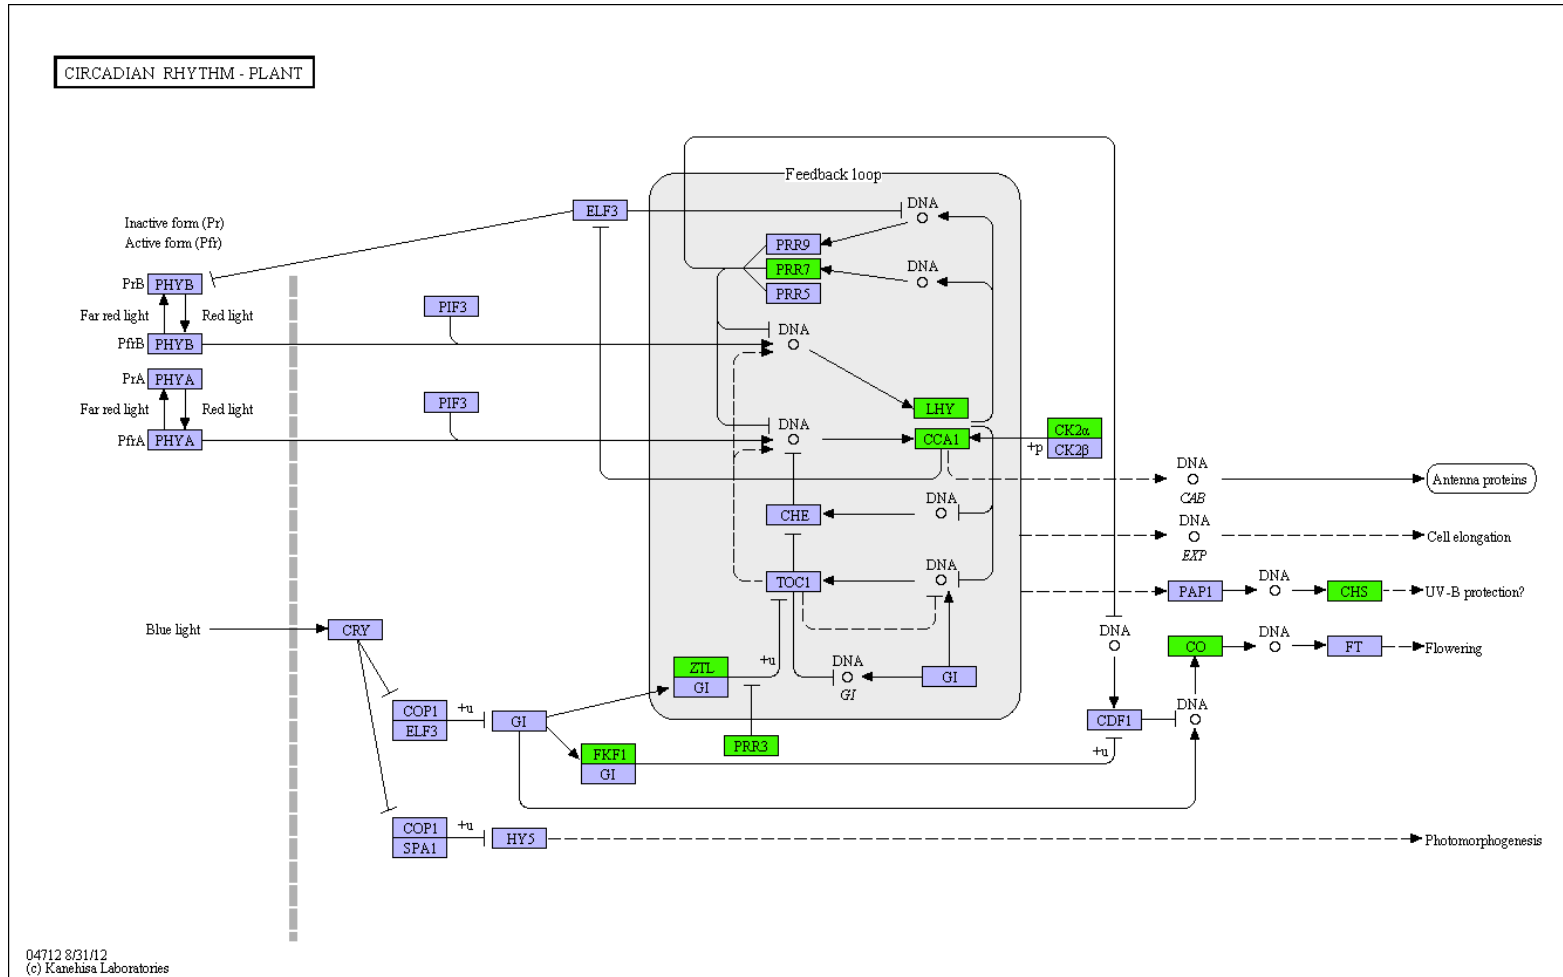 CIRCADIAN RHYTHM - PLANT
Feedback loop
Inactive form (Pr)
Active form (Pfr)
ELF3
DNA
PRR9
PRR7
DNA
PRR5
PrB PHYB
Far red light Red light
PfrB PHYB
PIF3
DNA
PrA PHYA
Far red light Red light
PfrA PHYA
PIF3
DNA
LHY
CCA1
CK2α
+p CK2β
DNA
CAB
Antenna proteins
CHE
DNA
DNA
EXP
Cell elongation
TOC1
DNA
PAP1
DNA
CHS
UV-B protection?
Blue light
CRY
DNA
CO
DNA
FT
Flowering
ZTL
GI
+u
DNA
GI
GI
COP1
ELF3
+u
GI
CDF1
DNA
+u
PRR3
FKF1
GI
COP1
SPA1
+u
HY5
Photomorphogenesis
04712 8/31/12
(c) Kanehisa Laboratories